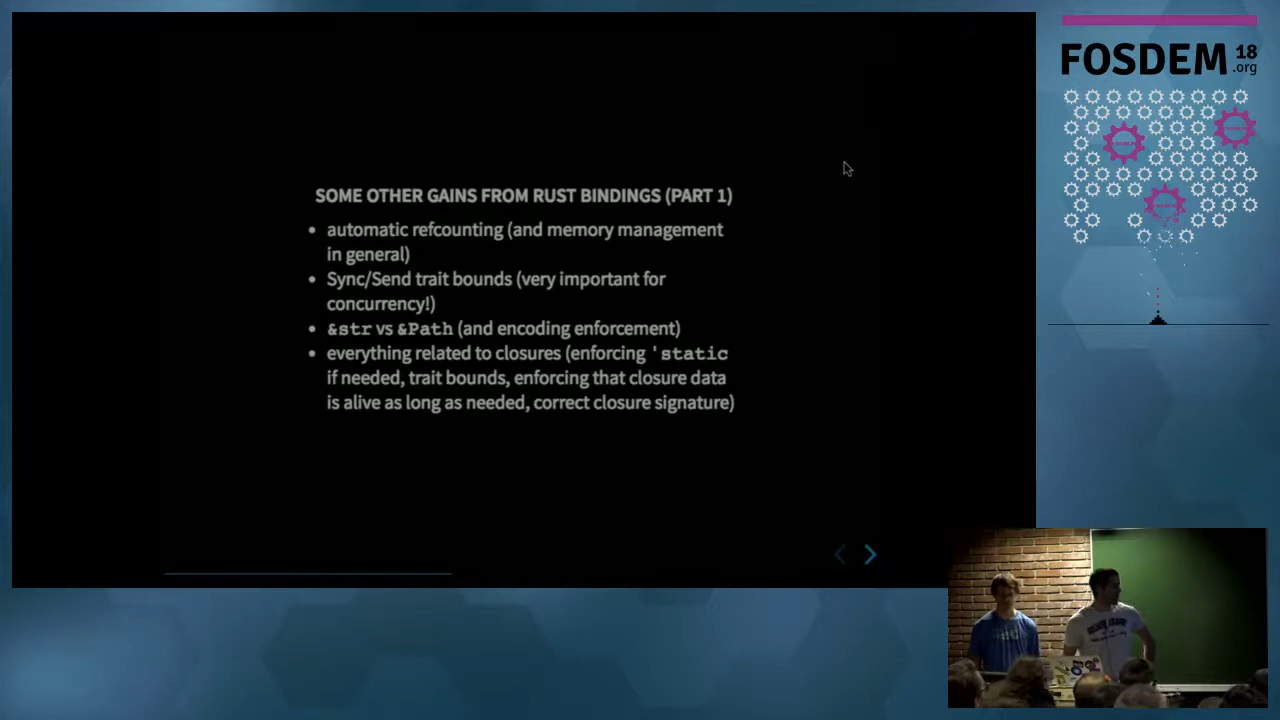 SOME OTHER GAINS FROM RUST BINDINGS (PART 1)
• automatic refcounting (and memory management
in general)
• Sync/Send trait bounds (very important for
concurrency!)
• &str vs &Path (and encoding enforcement)
• everything related to closures (enforcing 'static
if needed, trait bounds, enforcing that closure data
is alive as long as needed, correct closure signature)
FOSDEM 18
.org